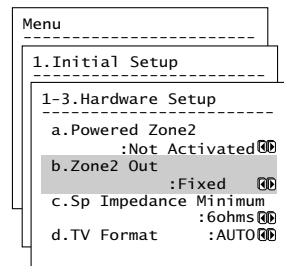 Menu
1.Initial Setup
1-3.Hardware Setup
a.Powered Zone2
:Not Activated
b.Zone2 Out
:Fixed
c.Sp Impedance Minimum
:6ohms
d.TV Format :AUTO